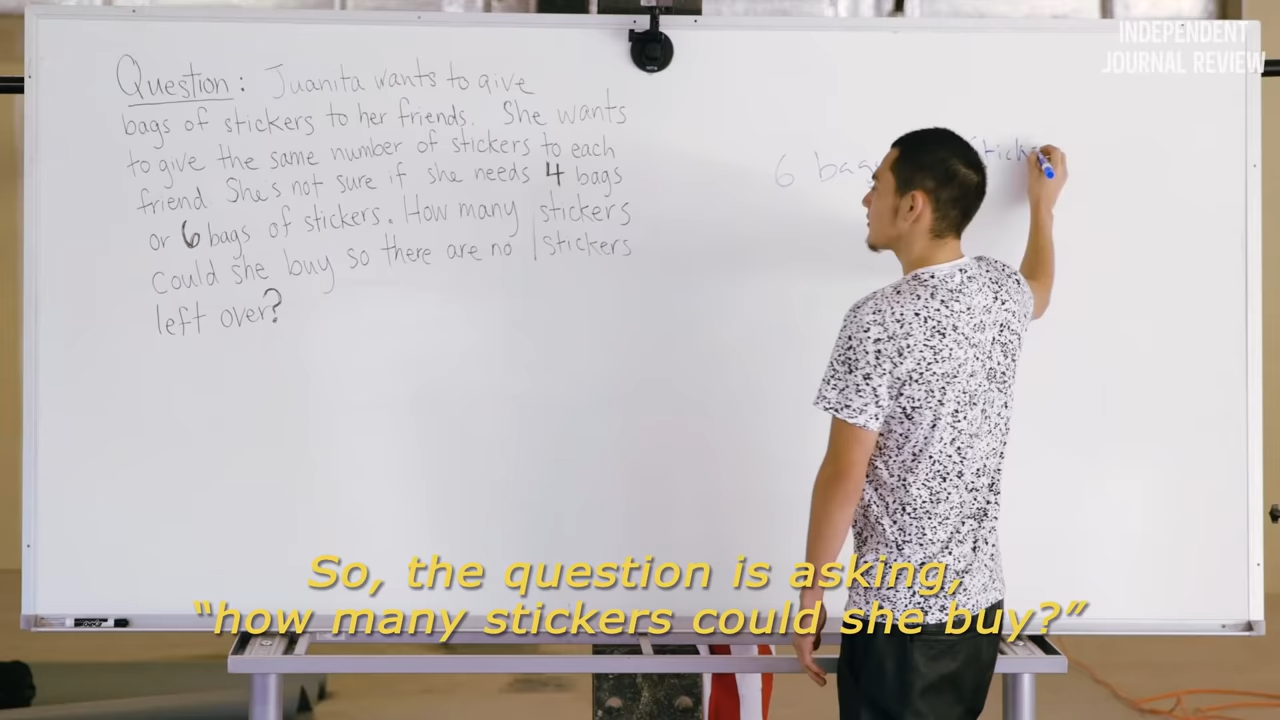 Question: Juanita wants to give
bags of stickers to her friends. She wants
to give the same number of stickers to each
friend. She's not sure if she needs 4 bags
or 6 bags of stickers. How many stickers
could she buy so there are no stickers
left over?
6 bag
INDEPENDENT
JOURNAL REVIEW
So, the question is asking,
“how many stickers could she buy?”